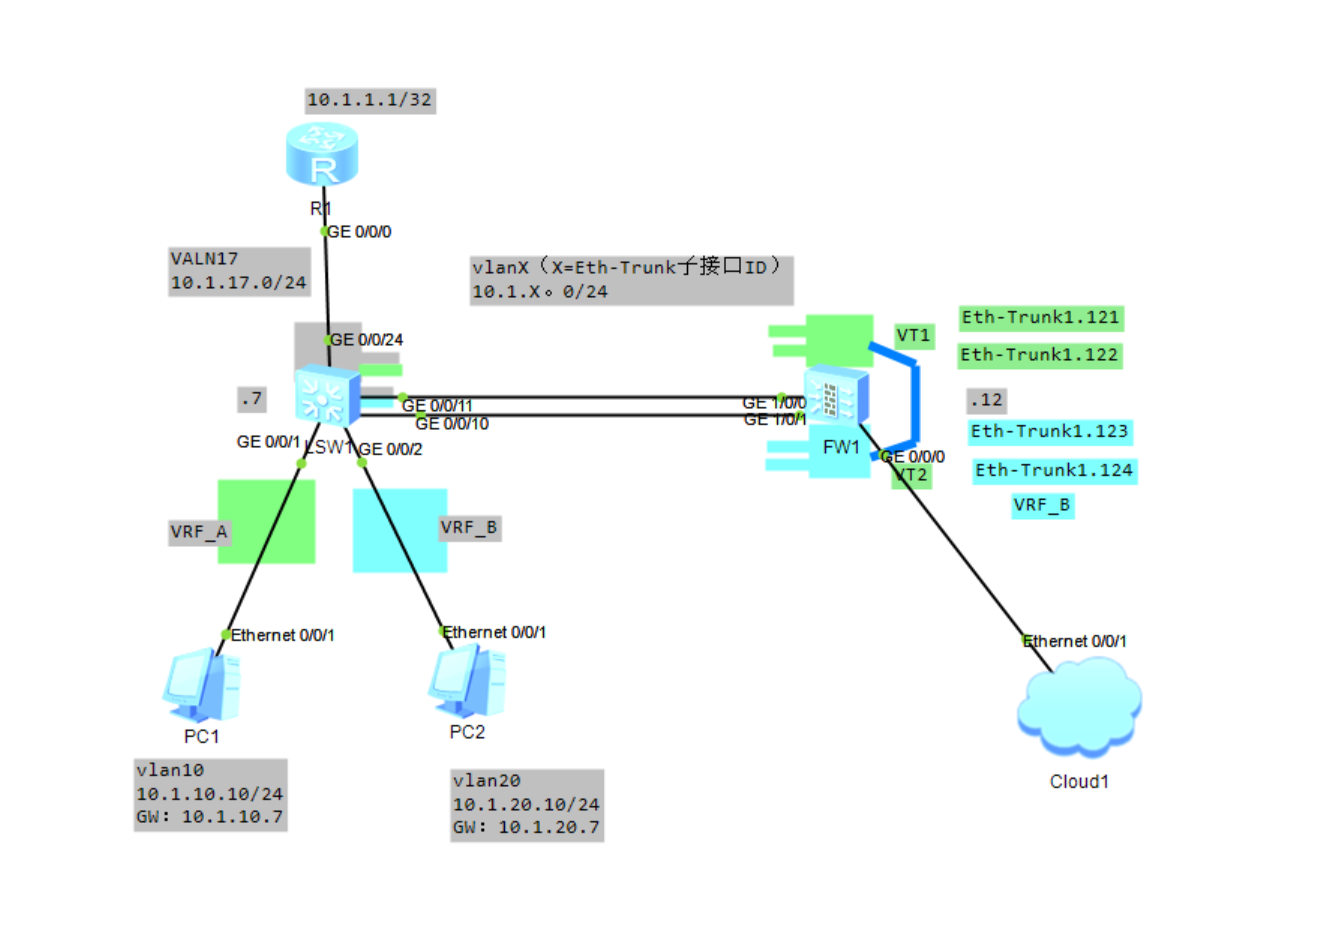 10.1.1.1/32
R
R1
GE 0/0/0
VALN17
10.1.17.0/24
vlanX（X=Eth-Trunk子接口ID）
10.1.X。0/24
GE 0/0/24
VT1
Eth-Trunk1.121
Eth-Trunk1.122
.7
.12
GE 0/0/11
GE 0/0/10
GE 1/0/0
GE 1/0/1
GE 0/0/1
LSW1
GE 0/0/2
FW1
GE 0/0/0
VT2
Eth-Trunk1.123
Eth-Trunk1.124
VRF_B
VRF_A
VRF_B
Ethernet 0/0/1
Ethernet 0/0/1
Ethernet 0/0/1
PC1
PC2
Cloud1
vlan10
10.1.10.10/24
GW: 10.1.10.7
vlan20
10.1.20.10/24
GW: 10.1.20.7